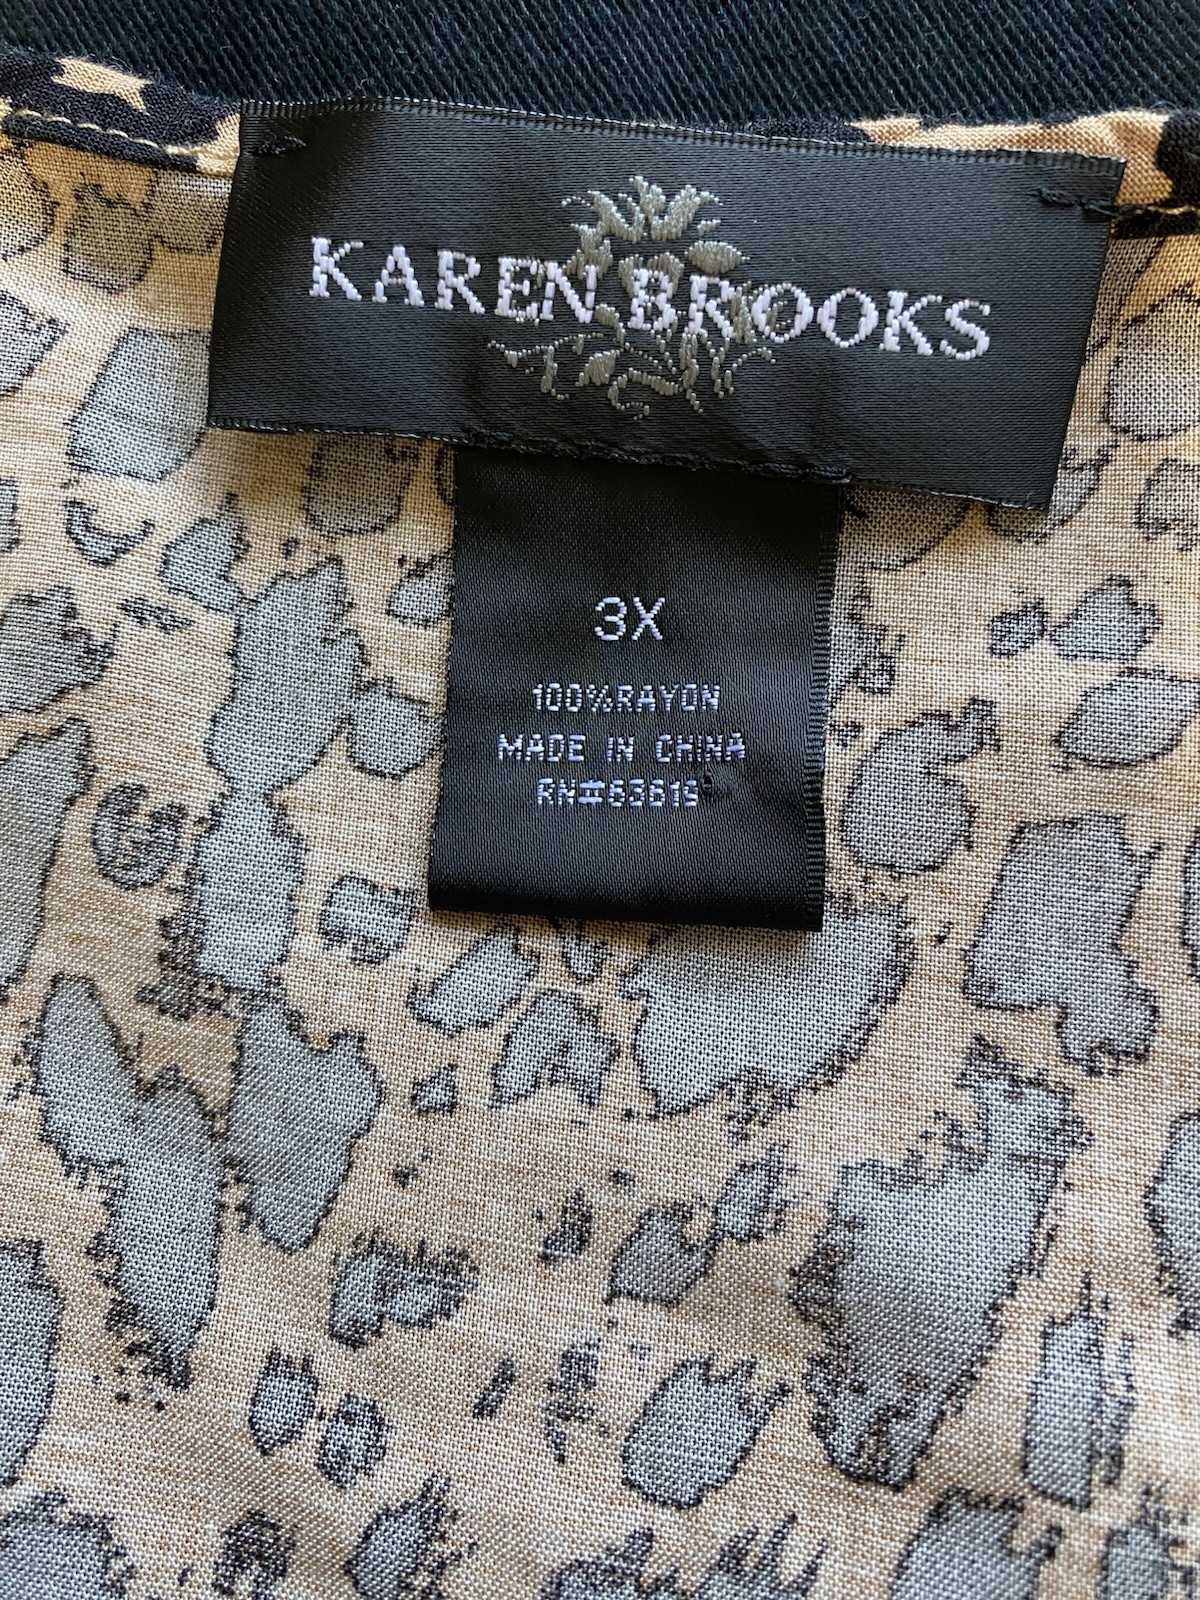 KAREN BROOKS
3X
100%RAYON
MADE IN CHINA